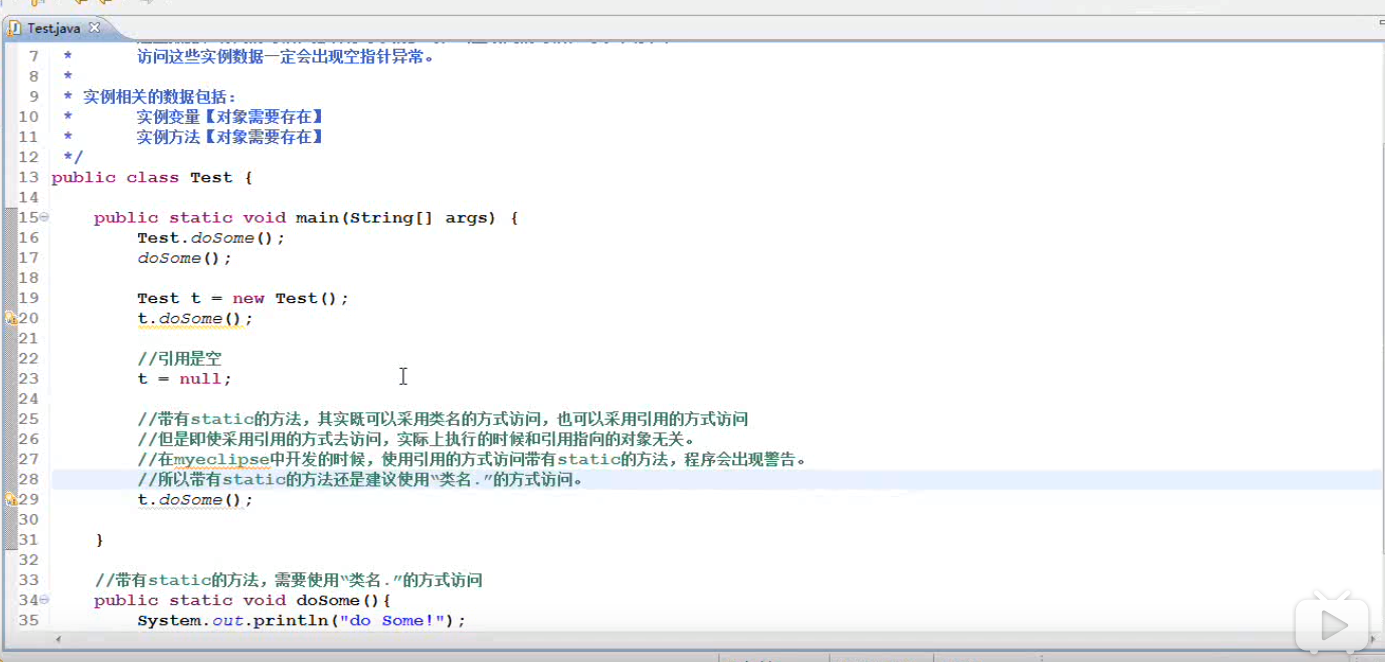 Test.java
7 * 访问这些实例数据一定会出现空指针异常。
8 *
9 * 实例相关的数据包括：
10 * 实例变量【对象需要存在】
11 * 实例方法【对象需要存在】
12 */
13 public class Test {
14
15 public static void main(String[] args) {
16 Test.doSome();
17 doSome();
18
19 Test t = new Test();
20 t.doSome();
21
22 //引用是空
23 t = null;
24
25 //带有static的方法，其实既可以采用类名的方式访问，也可以采用引用的方式访问
26 //但是即使采用引用的方式去访问，实际上执行的时候和引用指向的对象无关。
27 //在myeclipse中开发的时候，使用引用的方式访问带有static的方法，程序会出现警告。
28 //所以带有static的方法还是建议使用“类名.”的方式访问。
29 t.doSome();
30
31 }
32
33 //带有static的方法，需要使用“类名.”的方式访问
34 public static void doSome(){
35 System.out.println("do Some!");